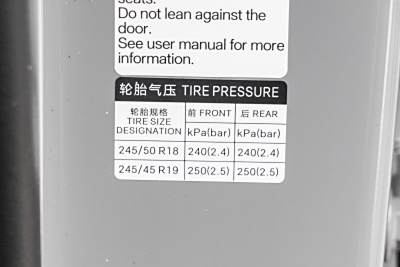 seats.
Do not lean against the
door.
See user manual for more
information.
轮胎气压 TIRE PRESSURE
轮胎规格 TIRE SIZE DESIGNATION 前 FRONT 后 REAR
kPa(bar) kPa(bar)
245/50 R18 240(2.4) 240(2.4)
245/45 R19 250(2.5) 250(2.5)